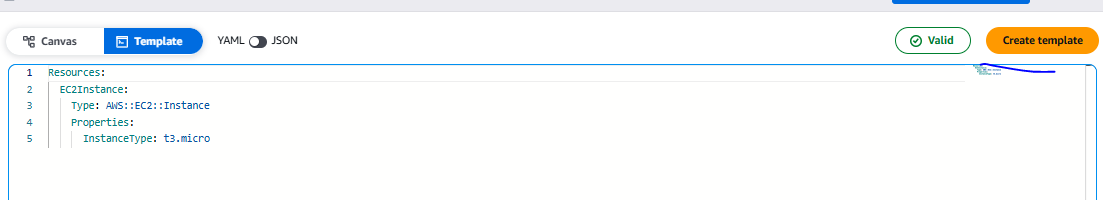 Canvas Template YAML JSON Valid Create template
1 Resources:
2 EC2Instance:
3 Type: AWS::EC2::Instance
4 Properties:
5 InstanceType: t3.micro